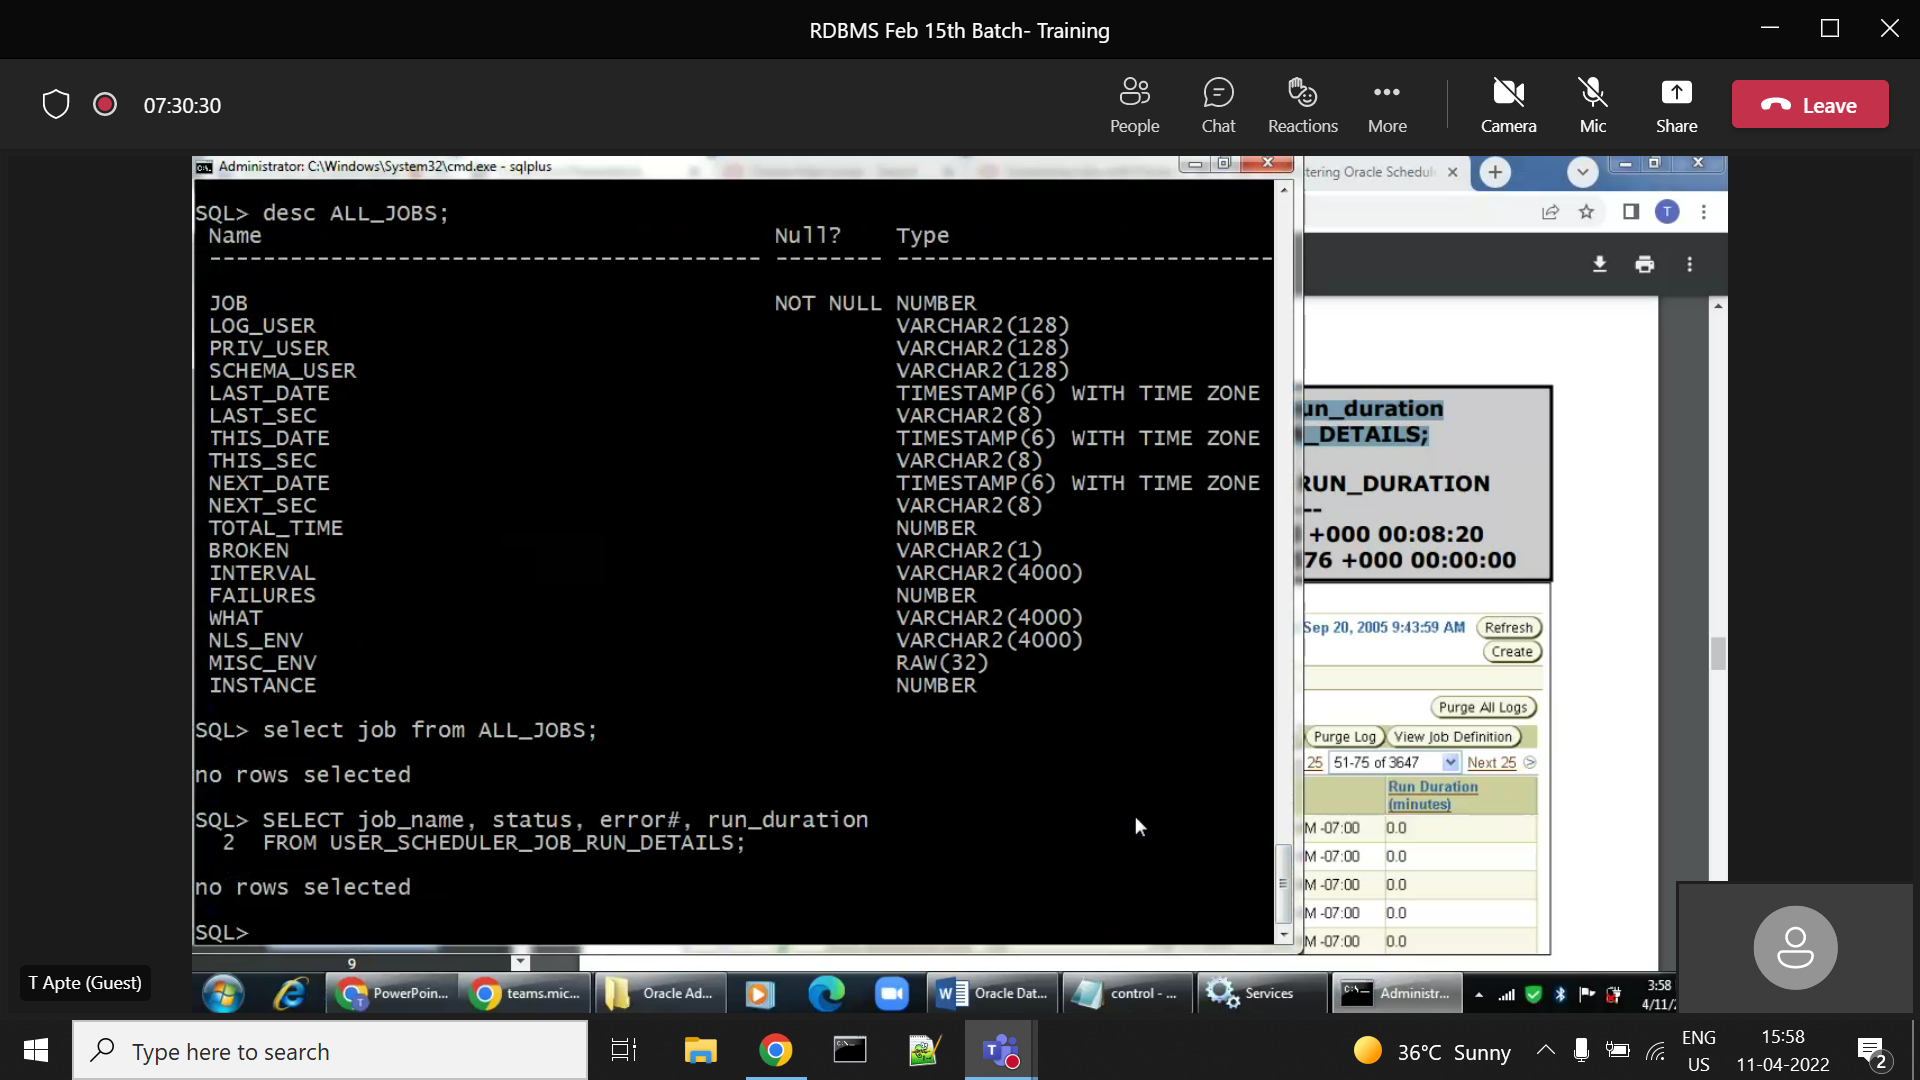 RDBMS Feb 15th Batch- Training
07:30:30
People
Chat
Reactions
More
Camera
Mic
Share
Leave
Administrator: C:\Windows\System32\cmd.exe - sqlplus
SQL> desc ALL_JOBS;
Name Null? Type
----------------------------------------- -------- ----------------------------
JOB NOT NULL NUMBER
LOG_USER VARCHAR2(128)
PRIV_USER VARCHAR2(128)
SCHEMA_USER VARCHAR2(128)
LAST_DATE TIMESTAMP(6) WITH TIME ZONE
LAST_SEC VARCHAR2(8)
THIS_DATE TIMESTAMP(6) WITH TIME ZONE
THIS_SEC VARCHAR2(8)
NEXT_DATE TIMESTAMP(6) WITH TIME ZONE
NEXT_SEC VARCHAR2(8)
TOTAL_TIME NUMBER
BROKEN VARCHAR2(1)
INTERVAL VARCHAR2(4000)
FAILURES NUMBER
WHAT VARCHAR2(4000)
NLS_ENV VARCHAR2(4000)
MISC_ENV RAW(32)
INSTANCE NUMBER
SQL> select job from ALL_JOBS;
no rows selected
SQL> SELECT job_name, status, error#, run_duration
2 FROM USER_SCHEDULER_JOB_RUN_DETAILS;
no rows selected
SQL>
tering Oracle Schedul
T
un_duration
_DETAILS;
RUN_DURATION
--
+000 00:08:20
76 +000 00:00:00
Sep 20, 2005 9:43:59 AM
Refresh
Create
Purge All Logs
Purge Log
View Job Definition
25 51-75 of 3647 Next 25
Run Duration
(minutes)
M -07:00 0.0
M -07:00 0.0
M -07:00 0.0
M -07:00 0.0
M -07:00 0.0
9
T Apte (Guest)
PowerPoin...
teams.mic...
Oracle Ad...
Oracle Dat...
control - ...
Services
Administr...
3:58
4/11/
Type here to search
36°C Sunny
ENG
US
15:58
11-04-2022
2